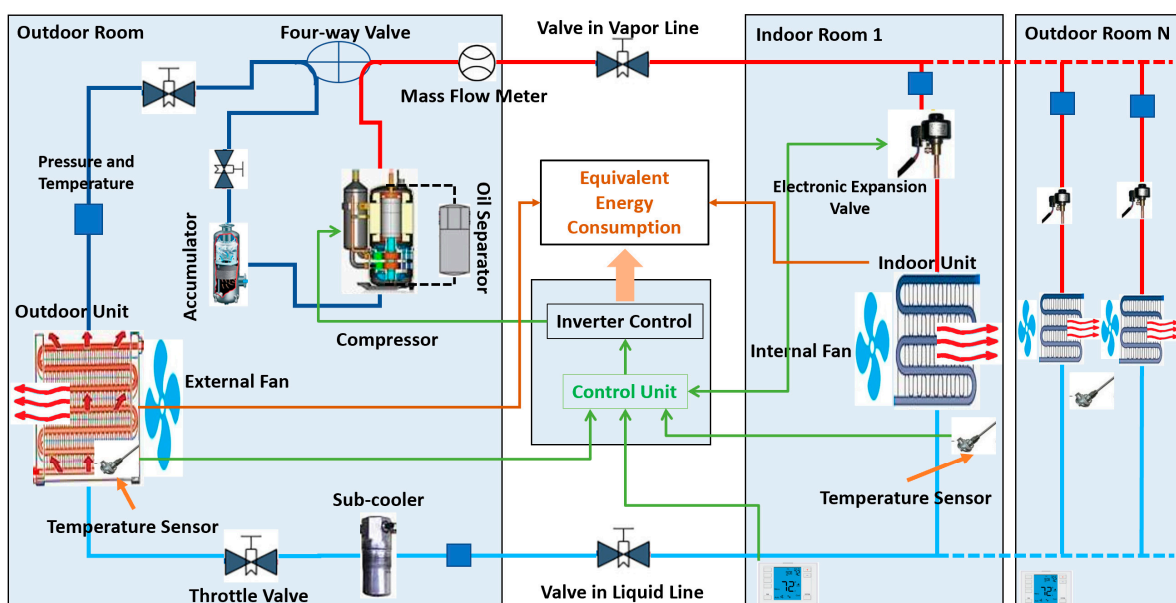 Outdoor Room
Four-way Valve
Valve in Vapor Line
Indoor Room 1
Outdoor Room N
Mass Flow Meter
Pressure and
Temperature
Oil Separator
Equivalent
Energy
Consumption
Electronic Expansion
Valve
Accumulator
Indoor Unit
Outdoor Unit
Inverter Control
Compressor
Internal Fan
External Fan
Control Unit
Sub-cooler
Temperature Sensor
Temperature Sensor
Throttle Valve
Valve in Liquid Line
72°
72°